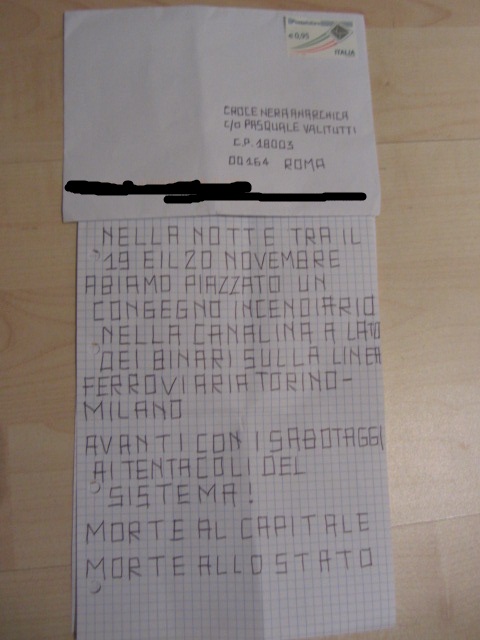 €0,95
ITALIA
CROCE NERA ANARCHICA
C/O PASQUALE VALITUTTI
C.P. 18003
00164 ROMA
NELLA NOTTE TRA IL
19 E IL 20 NOVEMBRE
ABIAMO PIAZZATO UN
CONGEGNO INCENDIARIO
NELLA CANALINA A LATO
DEI BINARI SULLA LINEA
FERROVIARIA TORINO-
MILANO
AVANTI CON I SABOTAGGI
AI TENTACOLI DEL
SISTEMA!
MORTE AL CAPITALE
MORTE ALLO STATO